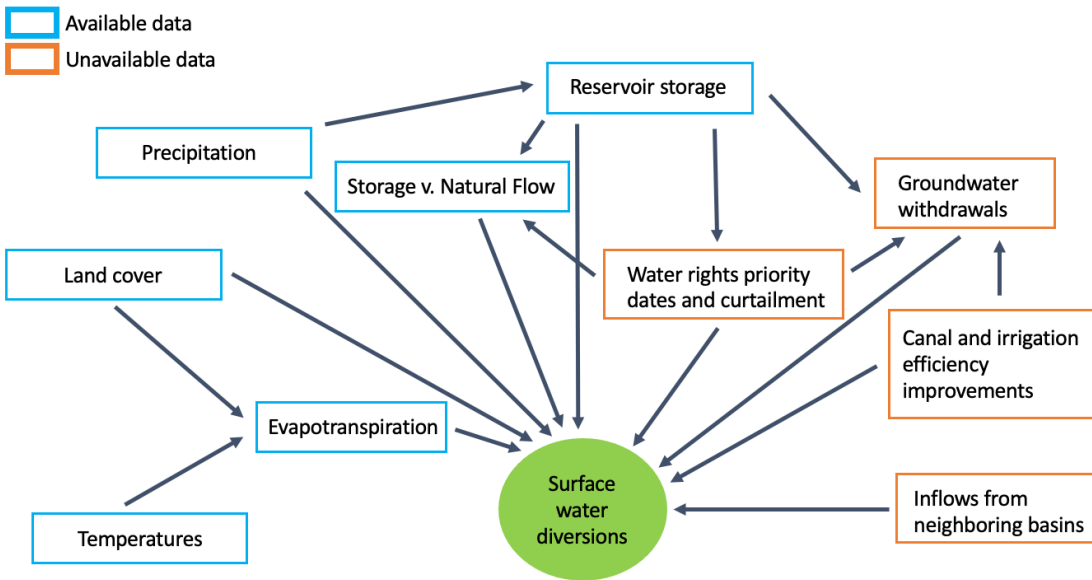 Available data
Unavailable data
Reservoir storage
Precipitation
Storage v. Natural Flow
Groundwater
withdrawals
Land cover
Water rights priority
dates and curtailment
Canal and irrigation
efficiency
improvements
Evapotranspiration
Surface
water
diversions
Inflows from
neighboring basins
Temperatures